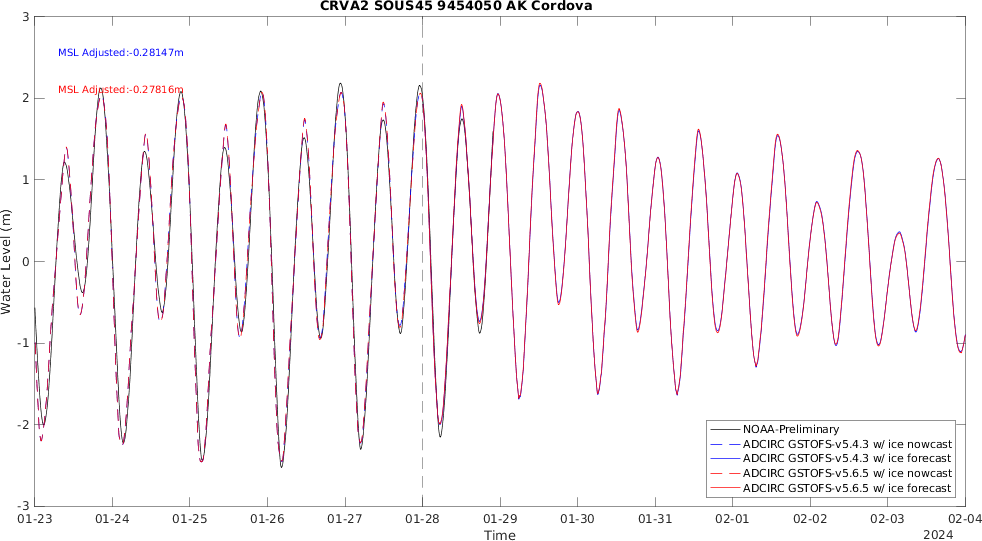 CRVA2 SOUS45 9454050 AK Cordova
MSL Adjusted:-0.28147m
MSL Adjusted:-0.27816m
Water Level (m)
3
2
1
0
-1
-2
-3
NOAA-Preliminary
ADCIRC GSTOFS-v5.4.3 w/ ice nowcast
ADCIRC GSTOFS-v5.4.3 w/ ice forecast
ADCIRC GSTOFS-v5.6.5 w/ ice nowcast
ADCIRC GSTOFS-v5.6.5 w/ ice forecast
01-23 01-24 01-25 01-26 01-27 01-28 01-29 01-30 01-31 02-01 02-02 02-03 02-04
Time
2024